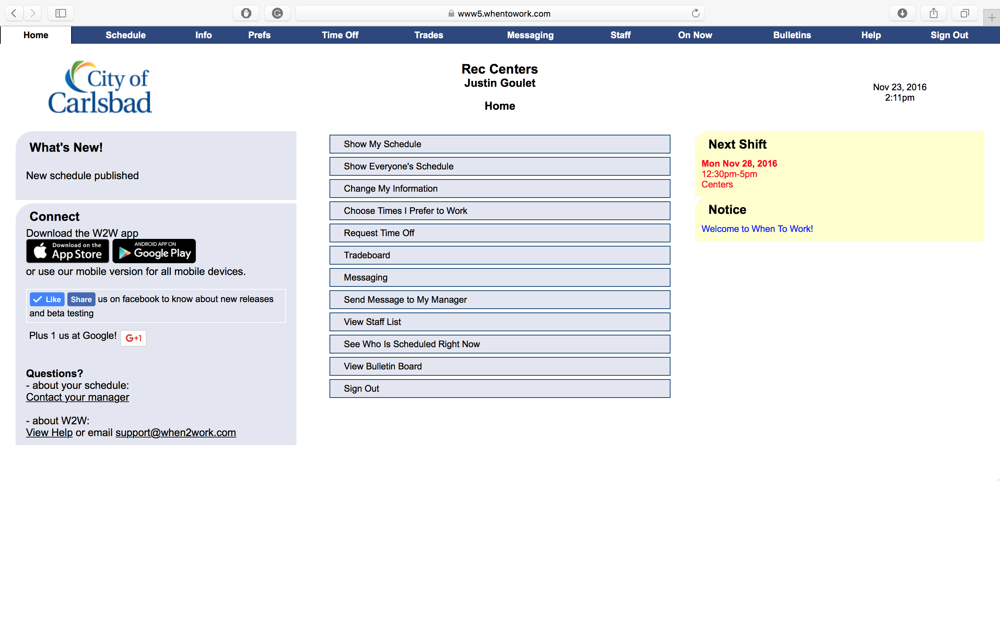 www5.whentowork.com
Home Schedule Info Prefs Time Off Trades Messaging Staff On Now Bulletins Help Sign Out
City of
Carlsbad
Rec Centers
Justin Goulet
Home
Nov 23, 2016
2:11pm
What's New!
New schedule published
Connect
Download the W2W app
Download on the
App Store
ANDROID APP ON
Google Play
or use our mobile version for all mobile devices.
Like Share us on facebook to know about new releases
and beta testing
Plus 1 us at Google! G+1
Questions?
- about your schedule:
Contact your manager
- about W2W:
View Help or email support@when2work.com
Show My Schedule
Show Everyone's Schedule
Change My Information
Choose Times I Prefer to Work
Request Time Off
Tradeboard
Messaging
Send Message to My Manager
View Staff List
See Who Is Scheduled Right Now
View Bulletin Board
Sign Out
Next Shift
Mon Nov 28, 2016
12:30pm-5pm
Centers
Notice
Welcome to When To Work!